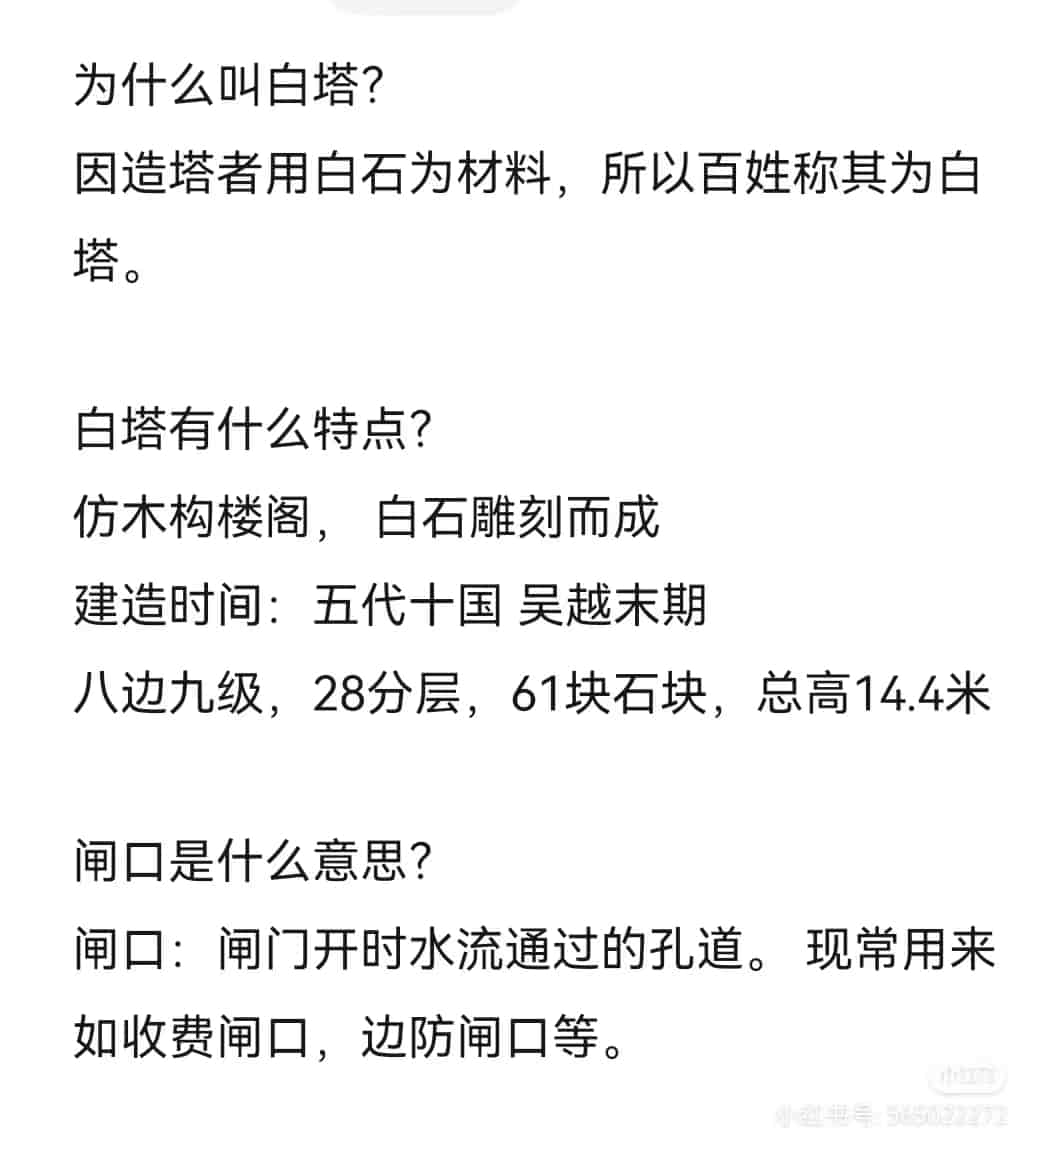 为什么叫白塔？
因造塔者用白石为材料，所以百姓称其为白
塔。
白塔有什么特点？
仿木构楼阁， 白石雕刻而成
建造时间：五代十国 吴越末期
八边九级，28分层，61块石块，总高14.4米
闸口是什么意思？
闸口：闸门开时水流通过的孔道。 现常用来
如收费闸口，边防闸口等。
小红书
小红书号: 565022272